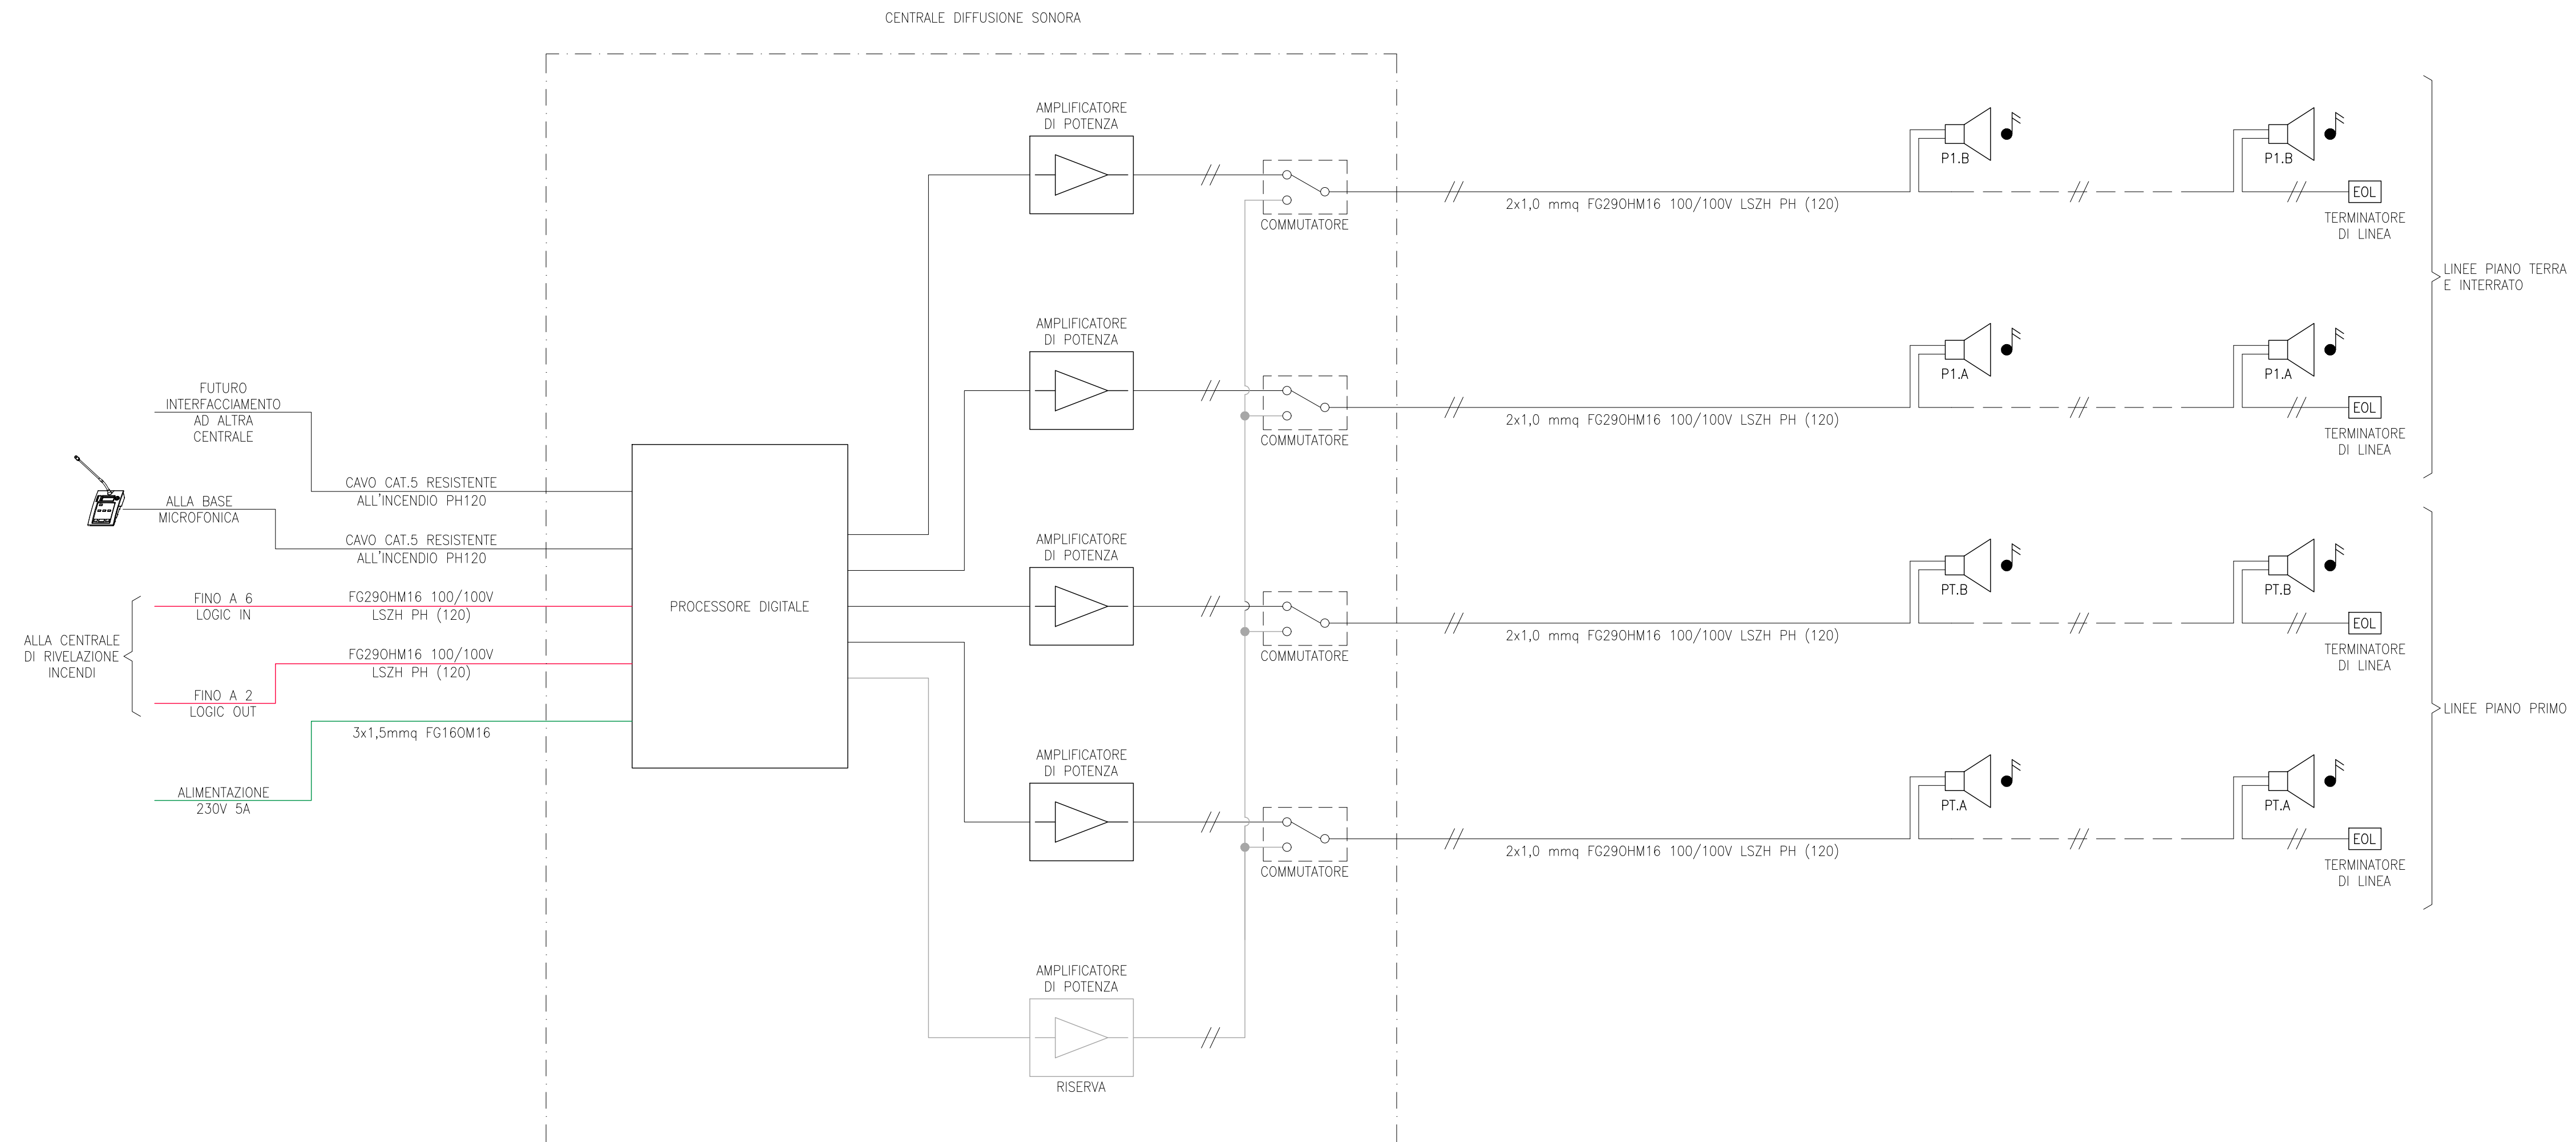 CENTRALE DIFFUSIONE SONORA
AMPLIFICATORE
DI POTENZA
COMMUTATORE
2x1,0 mmq FG29OHM16 100/100V LSZH PH (120)
P1.B
P1.B
EOL
TERMINATORE
DI LINEA
LINEE PIANO TERRA
E INTERRATO
AMPLIFICATORE
DI POTENZA
COMMUTATORE
2x1,0 mmq FG29OHM16 100/100V LSZH PH (120)
P1.A
P1.A
EOL
TERMINATORE
DI LINEA
FUTURO
INTERFACCIAMENTO
AD ALTRA
CENTRALE
CAVO CAT.5 RESISTENTE
ALL'INCENDIO PH120
ALLA BASE
MICROFONICA
CAVO CAT.5 RESISTENTE
ALL'INCENDIO PH120
ALLA CENTRALE
DI RIVELAZIONE
INCENDI
FINO A 6
LOGIC IN
FG29OHM16 100/100V
LSZH PH (120)
FINO A 2
LOGIC OUT
FG29OHM16 100/100V
LSZH PH (120)
3x1,5mmq FG16OM16
ALIMENTAZIONE
230V 5A
PROCESSORE DIGITALE
AMPLIFICATORE
DI POTENZA
COMMUTATORE
2x1,0 mmq FG29OHM16 100/100V LSZH PH (120)
PT.B
PT.B
EOL
TERMINATORE
DI LINEA
LINEE PIANO PRIMO
AMPLIFICATORE
DI POTENZA
COMMUTATORE
2x1,0 mmq FG29OHM16 100/100V LSZH PH (120)
PT.A
PT.A
EOL
TERMINATORE
DI LINEA
AMPLIFICATORE
DI POTENZA
RISERVA